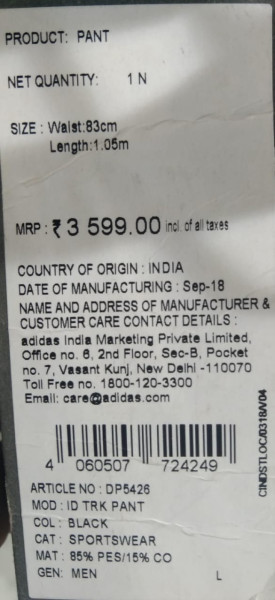 PRODUCT: PANT
NET QUANTITY: 1 N
SIZE : Waist:83cm
Length:1.05m
MRP : ₹ 3 599.00 incl. of all taxes
COUNTRY OF ORIGIN : INDIA
DATE OF MANUFACTURING : Sep-18
NAME AND ADDRESS OF MANUFACTURER &
CUSTOMER CARE CONTACT DETAILS :
adidas India Marketing Private Limited,
Office no. 6, 2nd Floor, Sec-B, Pocket
no. 7, Vasant Kunj, New Delhi -110070
Toll Free no. 1800-120-3300
Email: care@adidas.com
4 060507 724249
ARTICLE NO : DP5426
MOD : ID TRK PANT
COL : BLACK
CAT : SPORTSWEAR
MAT : 85% PES/15% CO
GEN: MEN L
CINDSTLOC/0318/V04